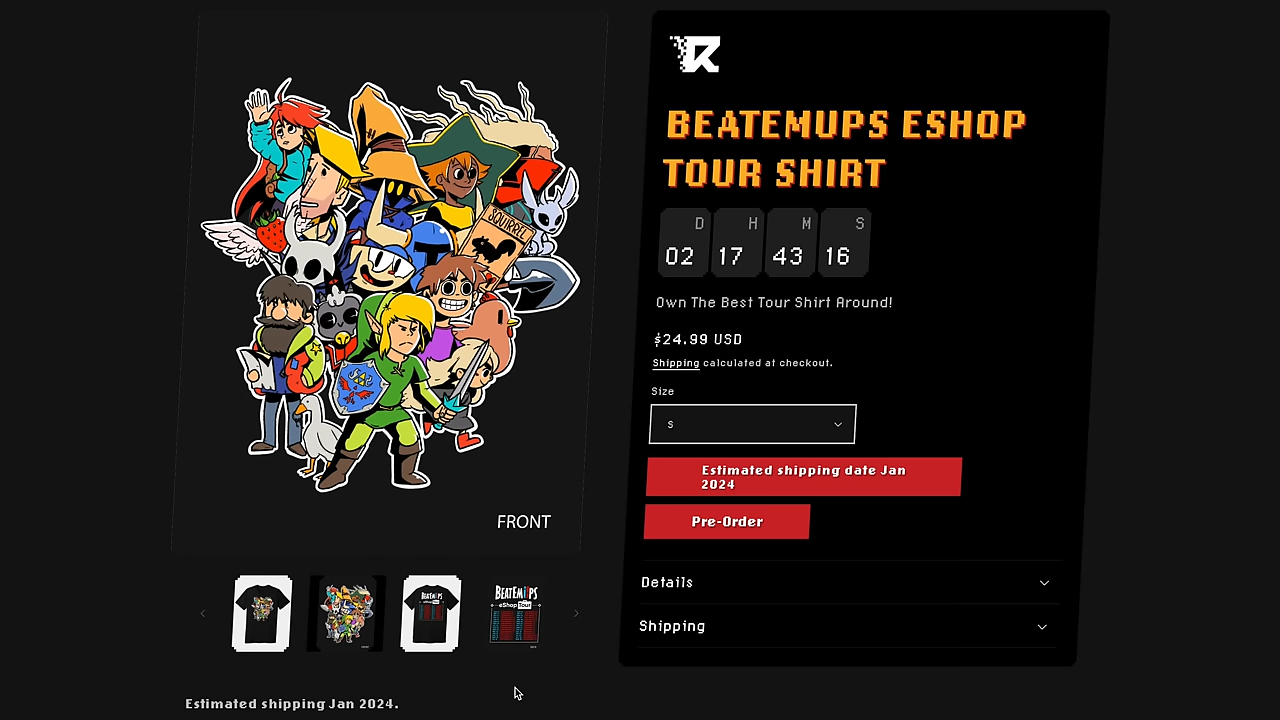 SQUIRREL
FRONT
BEATEMUPS
eShop Tour
Estimated shipping Jan 2024.
BEATEMUPS ESHOP
TOUR SHIRT
D H M S
02 17 43 16
Own The Best Tour Shirt Around!
$24.99 USD
Shipping calculated at checkout.
Size
S
Estimated shipping date Jan
2024
Pre-Order
Details
Shipping